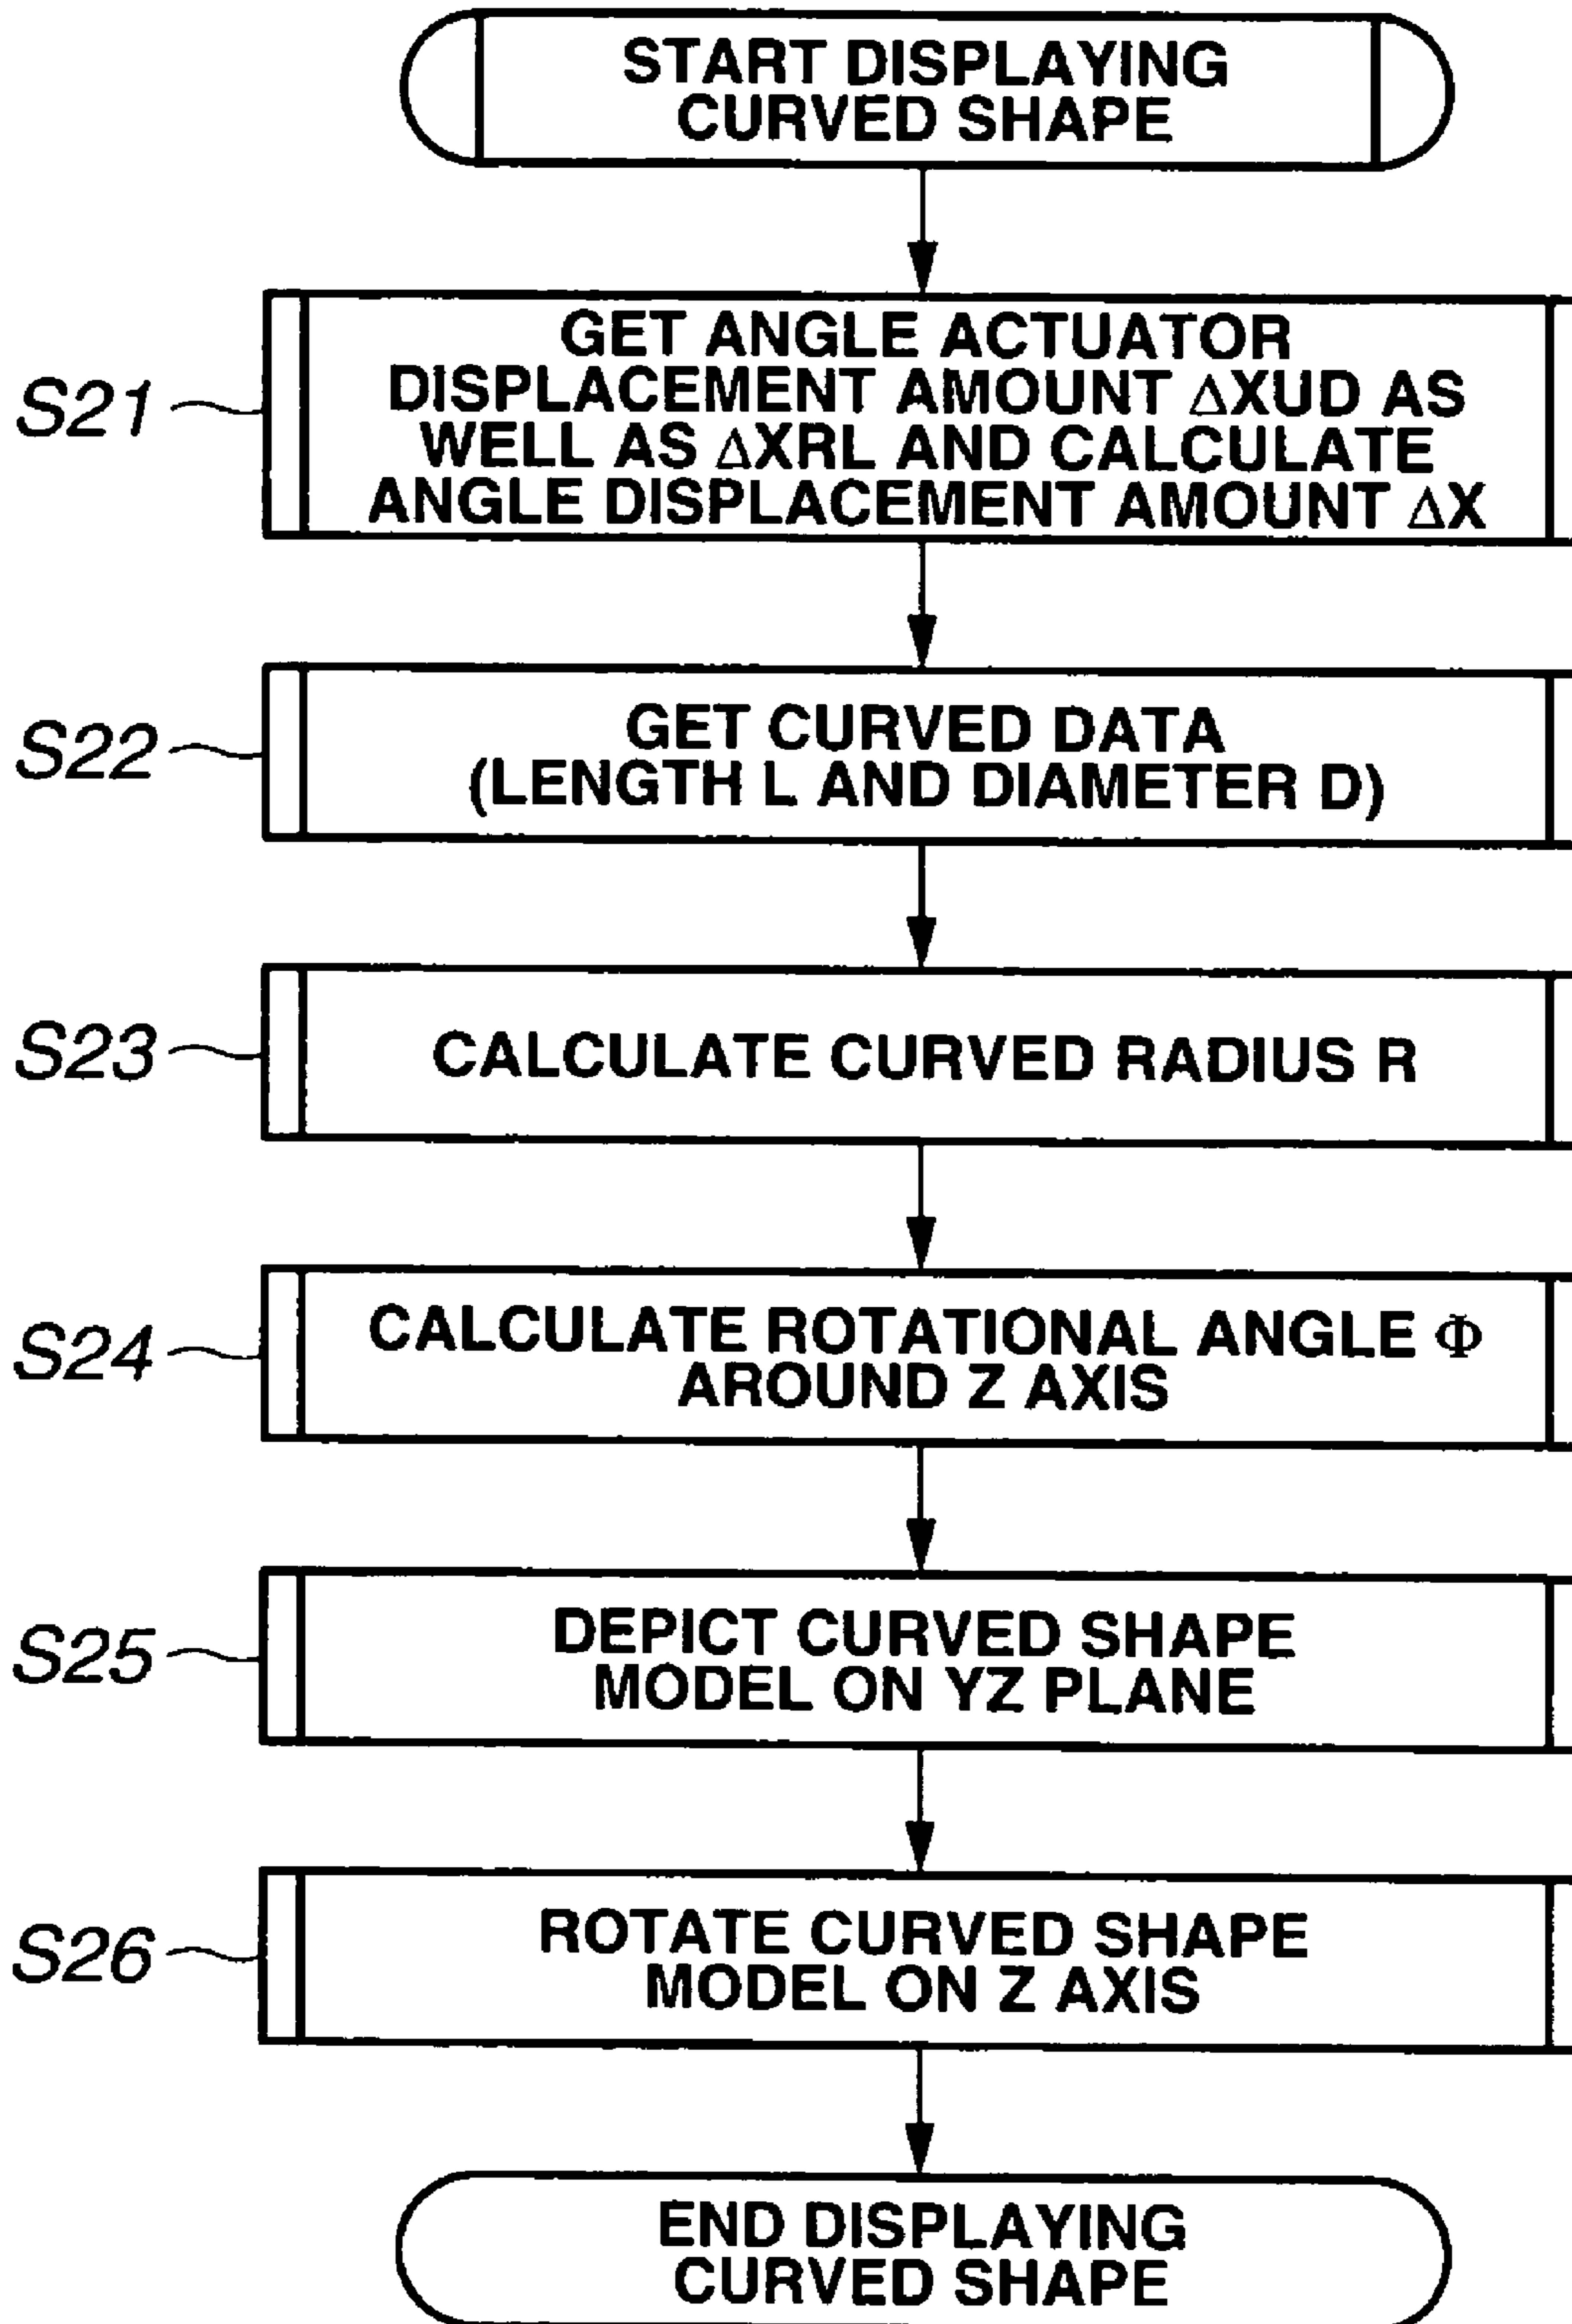 START DISPLAYING
CURVED SHAPE
S21
GET ANGLE ACTUATOR
DISPLACEMENT AMOUNT ΔXUD AS
WELL AS ΔXRL AND CALCULATE
ANGLE DISPLACEMENT AMOUNT ΔX
S22
GET CURVED DATA
(LENGTH L AND DIAMETER D)
S23
CALCULATE CURVED RADIUS R
S24
CALCULATE ROTATIONAL ANGLE Φ
AROUND Z AXIS
S25
DEPICT CURVED SHAPE
MODEL ON YZ PLANE
S26
ROTATE CURVED SHAPE
MODEL ON Z AXIS
END DISPLAYING
CURVED SHAPE